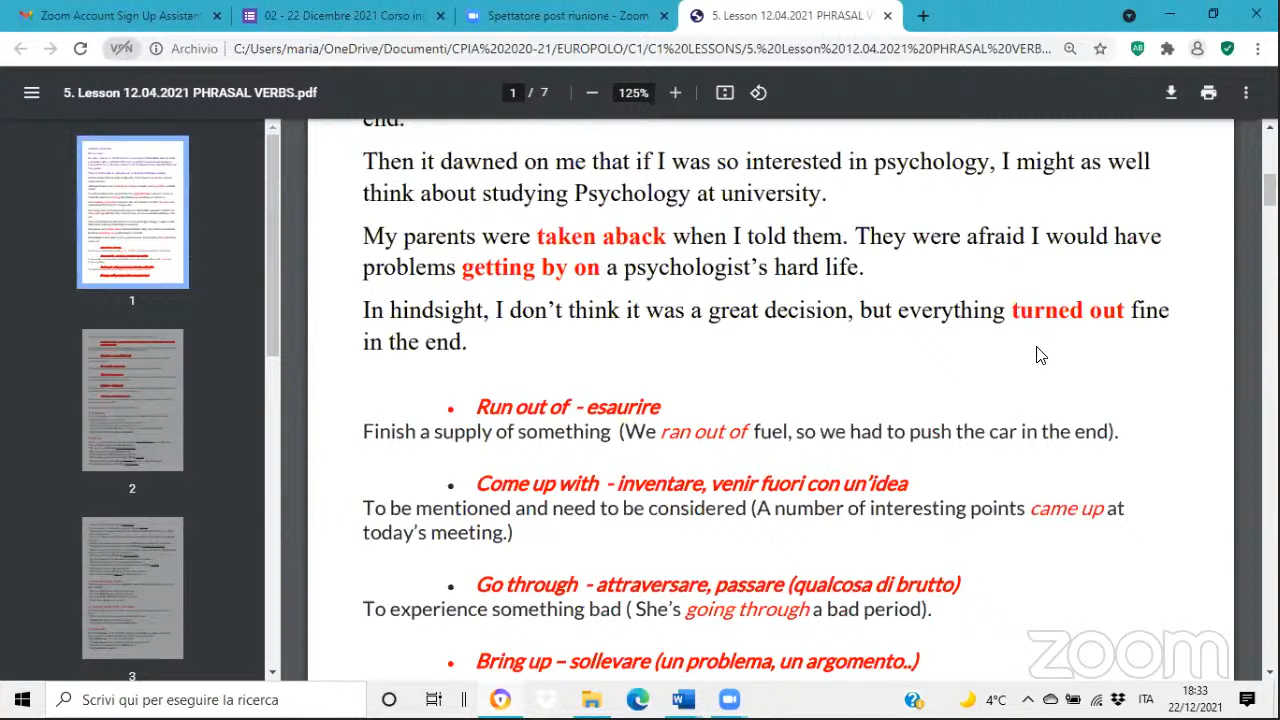 Zoom Account Sign Up Assistant
02 - 22 Dicembre 2021 Corso in
Spettatore post riunione - Zoom
5. Lesson 12.04.2021 PHRASAL V
VPN
Archivio
C:/Users/maria/OneDrive/Documenti/CPIA%202020-21/EUROPOLO/C1/C1%20LESSONS/5.%20Lesson%2012.04.2021%20PHRASAL%20VERB...
5. Lesson 12.04.2021 PHRASAL VERBS.pdf
1 / 7
125%
end.
Then it dawned on me that if I was so interested in psychology, I might as well
think about studying Psychology at university.
My parents were taken aback when I told them. They were afraid I would have
problems getting by on a psychologist's hard life.
In hindsight, I don't think it was a great decision, but everything turned out fine
in the end.
• Run out of - esaurire
Finish a supply of something (We ran out of fuel, so we had to push the car in the end).
• Come up with - inventare, venir fuori con un'idea
To be mentioned and need to be considered (A number of interesting points came up at
today's meeting.)
• Go through - attraversare, passare (qualcosa di brutto)
To experience something bad ( She's going through a bad period).
• Bring up – sollevare (un problema, un argomento..)
1
2
3
zoom
Scrivi qui per eseguire la ricerca
4°C
ITA
18:33
22/12/2021